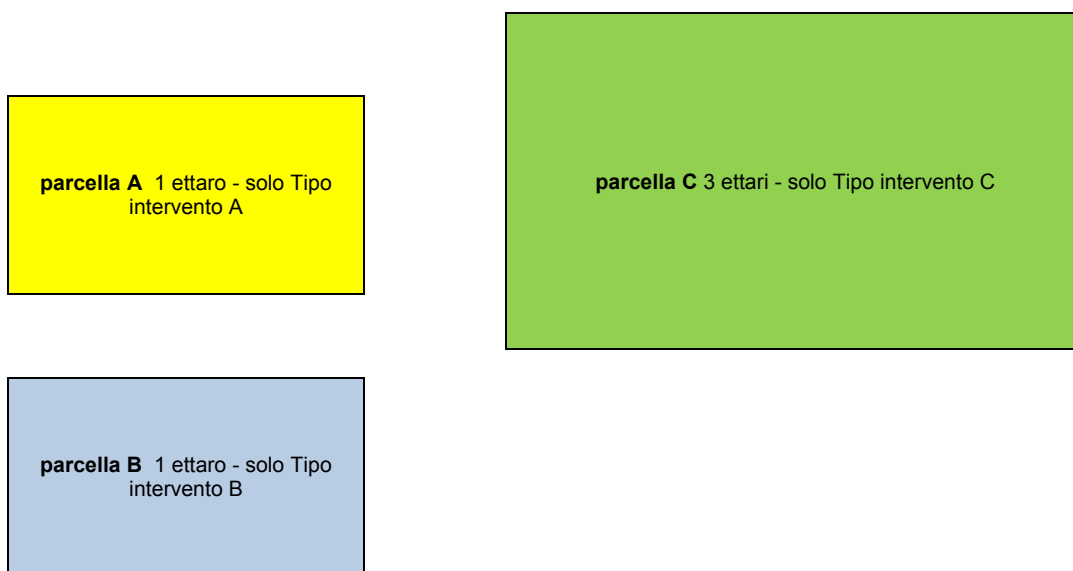 parcella A 1 ettaro - solo Tipo
intervento A
parcella C 3 ettari - solo Tipo intervento C
parcella B 1 ettaro - solo Tipo
intervento B